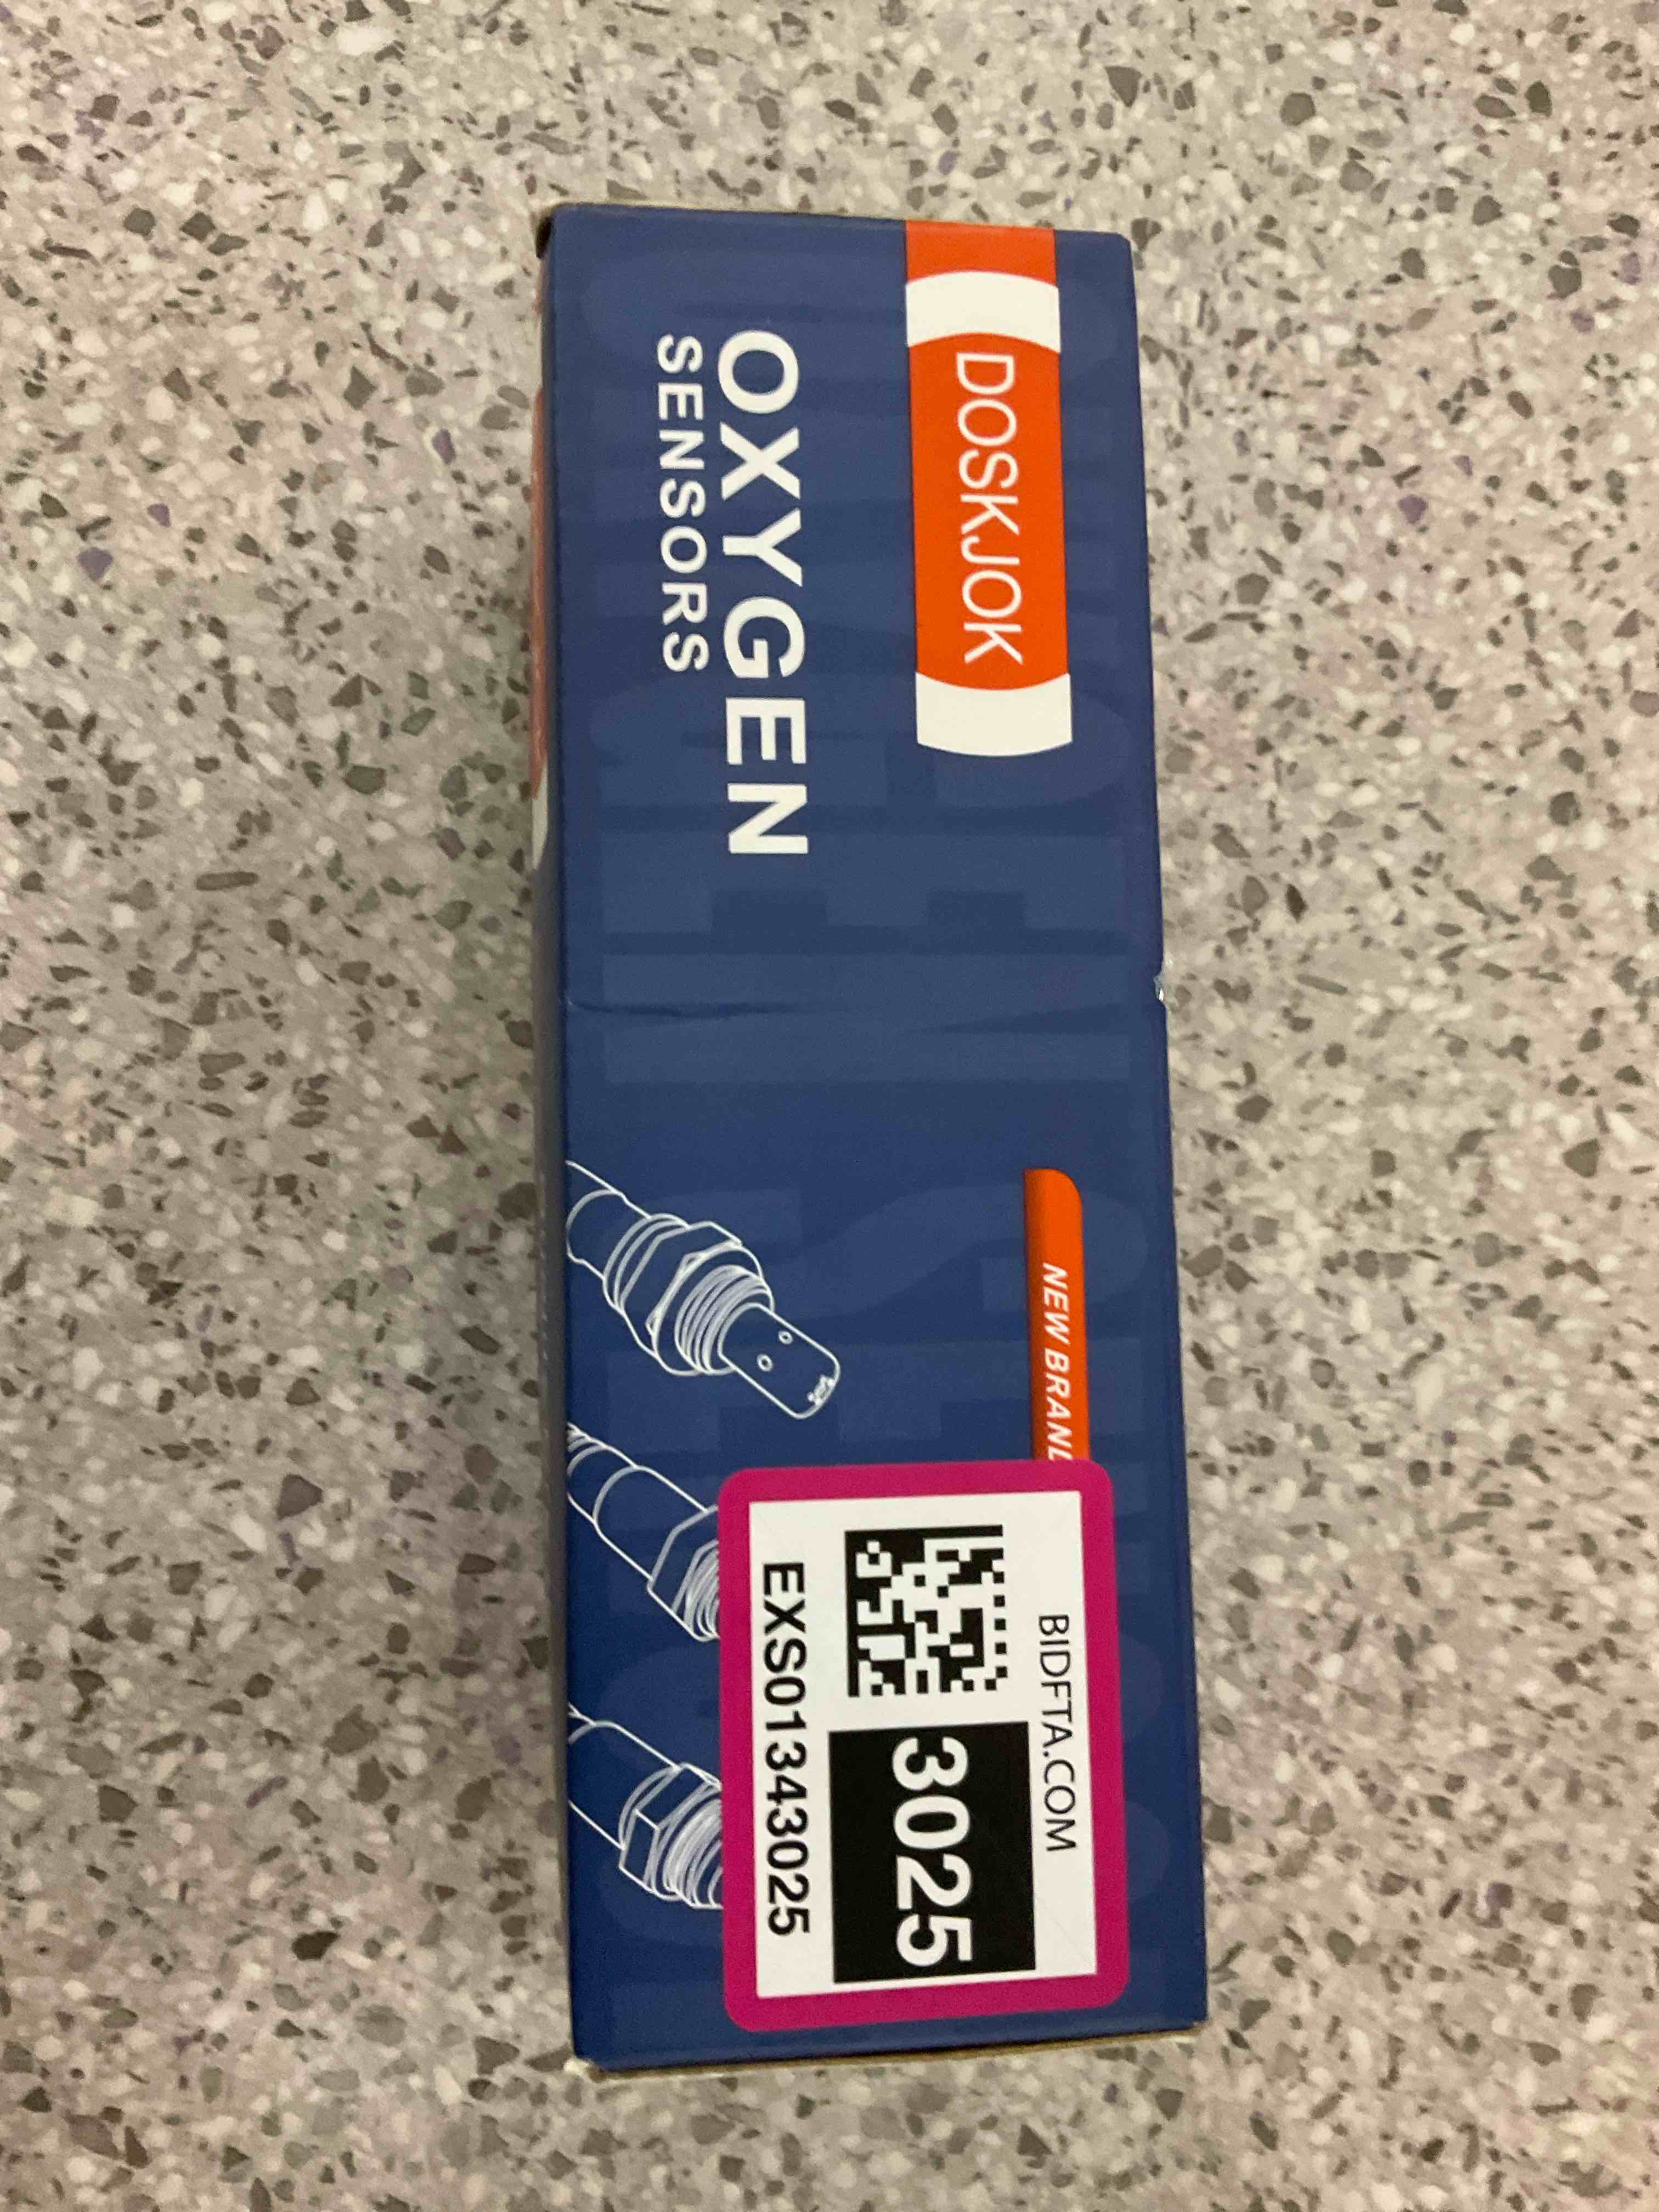 DOSKJOK
OXYGEN
SENSORS
NEW BRAND
BIDFTA.COM
3025
EXS01343025